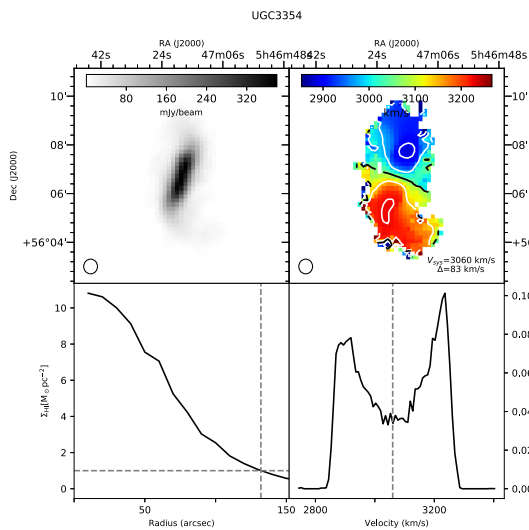 UGC3354
RA (J2000) RA (J2000)
42s 24s 47m06s 5h46m48s 42s 24s 47m06s 5h46m48s
80 160 240 320
mJy/beam
2900 3000 3100 3200
km/s
10' 10'
08' 08'
06' 06'
+56°04'
Dec (J2000)
V_sys=3060 km/s
Δ=83 km/s
10
8
6
4
2
0
Σ_HI[M_⊙pc⁻²]
50 150
Radius (arcsec)
0.10
0.08
0.06
0.04
0.02
0.00
2800 3200
Velocity (km/s)